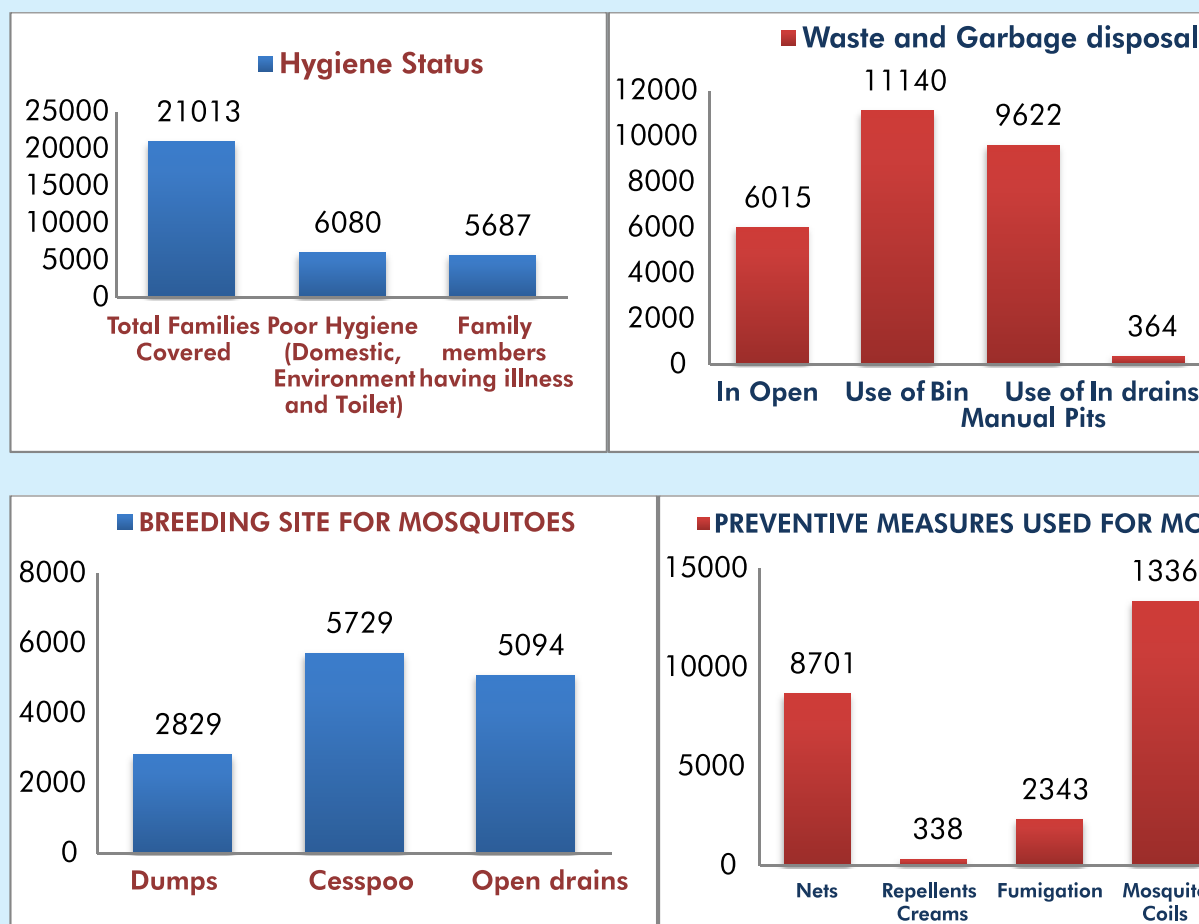 Hygiene Status
25000
20000
15000
10000
5000
0
21013
6080
5687
Total Families Covered
Poor Hygiene (Domestic, Environment and Toilet)
Family members having illness
Waste and Garbage disposal
12000
10000
8000
6000
4000
2000
0
6015
11140
9622
364
In Open
Use of Bin
Use of Manual Pits
In drains
BREEDING SITE FOR MOSQUITOES
8000
6000
4000
2000
0
2829
5729
5094
Dumps
Cesspoo
Open drains
PREVENTIVE MEASURES USED FOR
15000
10000
5000
0
8701
338
2343
1336
Nets
Repellents Creams
Fumigation
Mosquito Coils